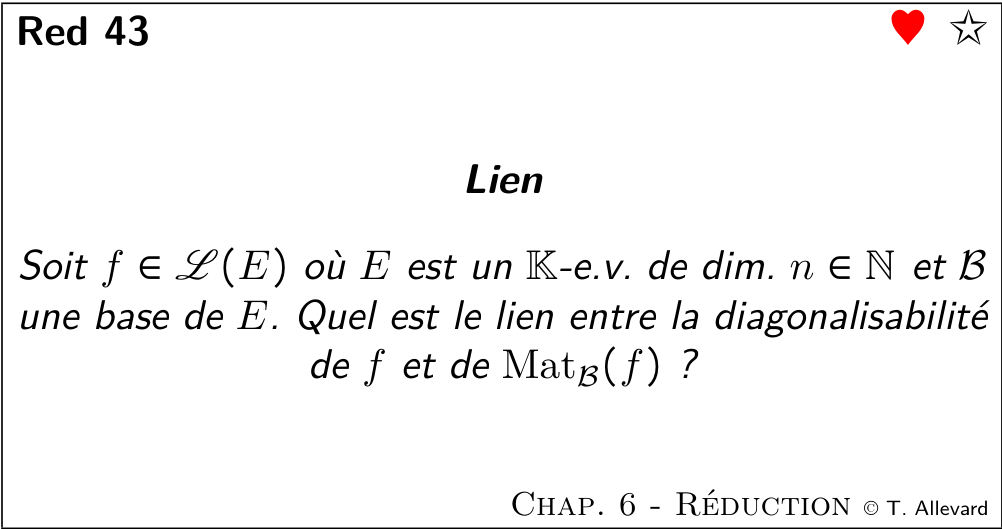 Red 43 ♥ ☆
Lien
Soit f ∈ ℒ(E) où E est un 𝕂-e.v. de dim. n ∈ ℕ et ℬ
une base de E. Quel est le lien entre la diagonalisabilité
de f et de Mat_ℬ(f) ?
Chap. 6 - Réduction © T. Allevard